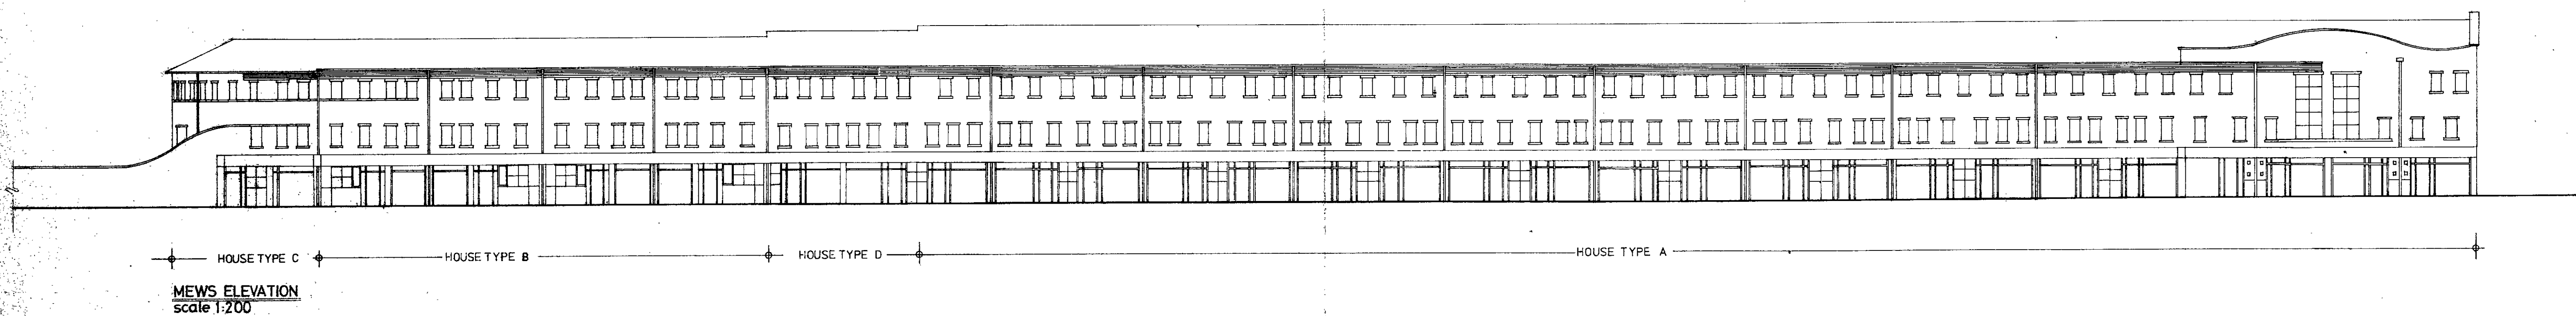 HOUSE TYPE C HOUSE TYPE B HOUSE TYPE D HOUSE TYPE A
MEWS ELEVATION
scale 1:200